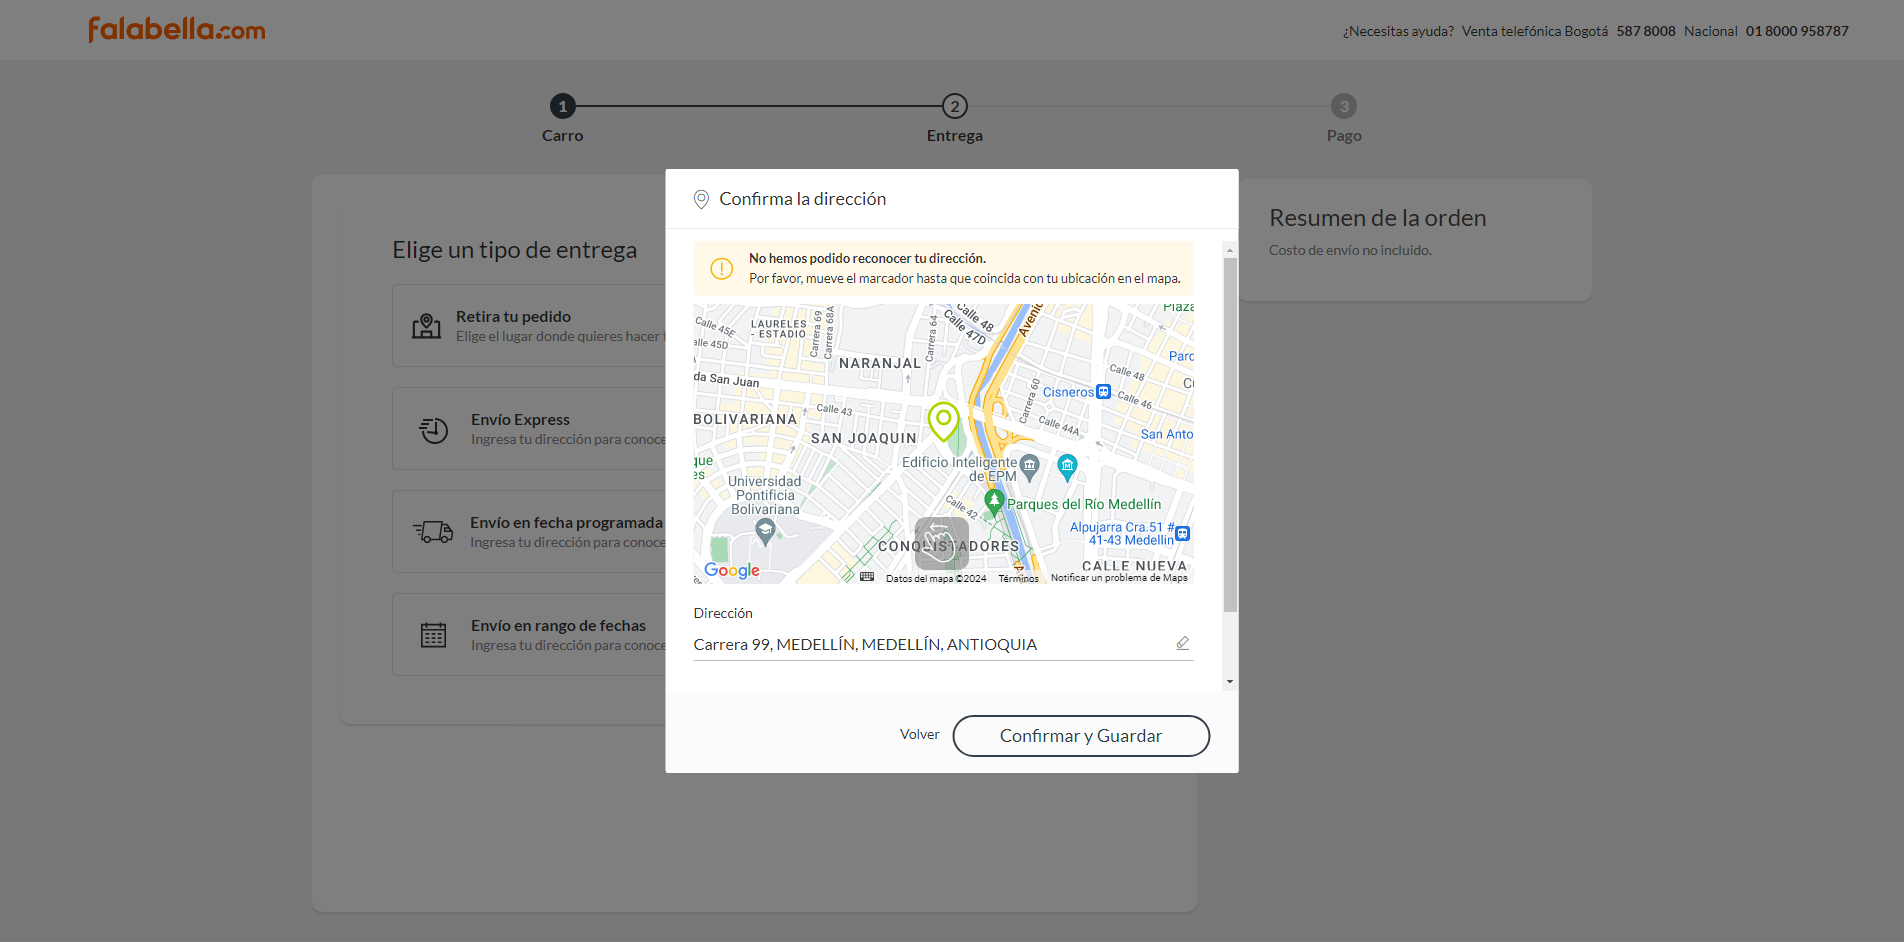 falabella.com
¿Necesitas ayuda? Venta telefónica Bogotá 587 8008 Nacional 01 8000 958787
1
2
3
Carro
Entrega
Pago
Elige un tipo de entrega
Retira tu pedido
Elige el lugar donde quieres hacer
Envío Express
Ingresa tu dirección para conoce
Envío en fecha programada
Ingresa tu dirección para conoce
Envío en rango de fechas
Ingresa tu dirección para conoce
Confirma la dirección
No hemos podido reconocer tu dirección.
Por favor, mueve el marcador hasta que coincida con tu ubicación en el mapa.
Calle 45E
LAURELES
- ESTADIO
Carrera 69
Carrera 68A
Carrera 64
Calle 48
Calle 47D
Avenic
Plaza
alle 45D
NARANJAL
Parc
Calle 48
da San Juan
Carrera 60
Cisneros
Calle 46
C
BOLIVARIANA
Calle 43
SAN JOAQUIN
Calle 44A
San Anto
que
es
Edificio Inteligente
de EPM
Universidad
Pontificia
Bolivariana
Calle 42
Parques del Río Medellín
Alpujarra Cra.51 #
41-43 Medellin
CONQUISTADORES
CALLE NUEVA
Google
Datos del mapa ©2024
Términos
Notificar un problema de Maps
Dirección
Carrera 99, MEDELLÍN, MEDELLÍN, ANTIOQUIA
Volver
Confirmar y Guardar
Resumen de la orden
Costo de envío no incluido.